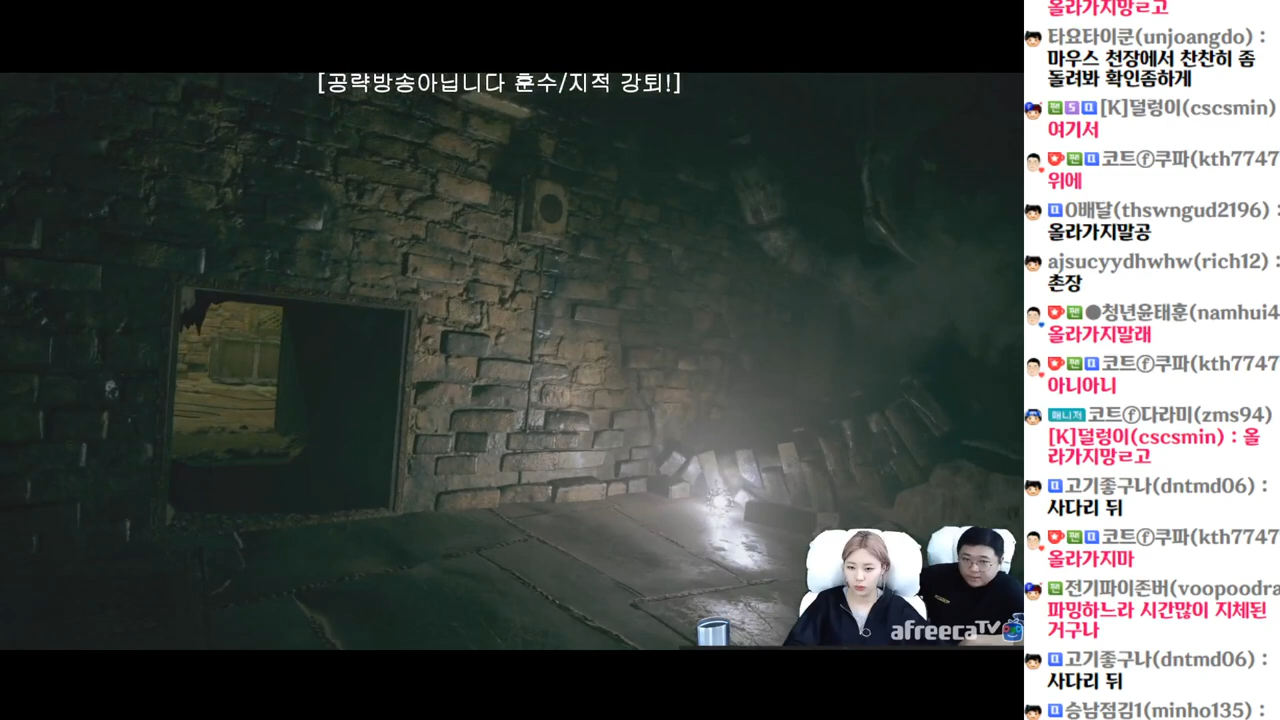 [공략방송아닙니다 훈수/지적 강퇴!]
afreecaTV
올라가지망ㄹ고
타요타이쿤(unjoangdo) :
마우스 천장에서 찬찬히 좀
돌려봐 확인좀하게
팬 5 [K]덜렁이(cscsmin)
여기서
팬 코트ⓕ쿠파(kth7747
위에
0배달(thswngud2196) :
올라가지말공
ajsucyydhwhw(rich12) :
촌장
팬 ●청년윤태훈(namhui4
올라가지말래
팬 코트ⓕ쿠파(kth7747
아니아니
매니저 코트ⓕ다라미(zms94)
[K]덜렁이(cscsmin) : 올
라가지망ㄹ고
고기좋구나(dntmd06) :
사다리 뒤
팬 코트ⓕ쿠파(kth7747
올라가지마
팬 전기파이존버(voopoodra
파밍하느라 시간많이 지체된
거구나
고기좋구나(dntmd06) :
사다리 뒤
승남점김1(minho135) :